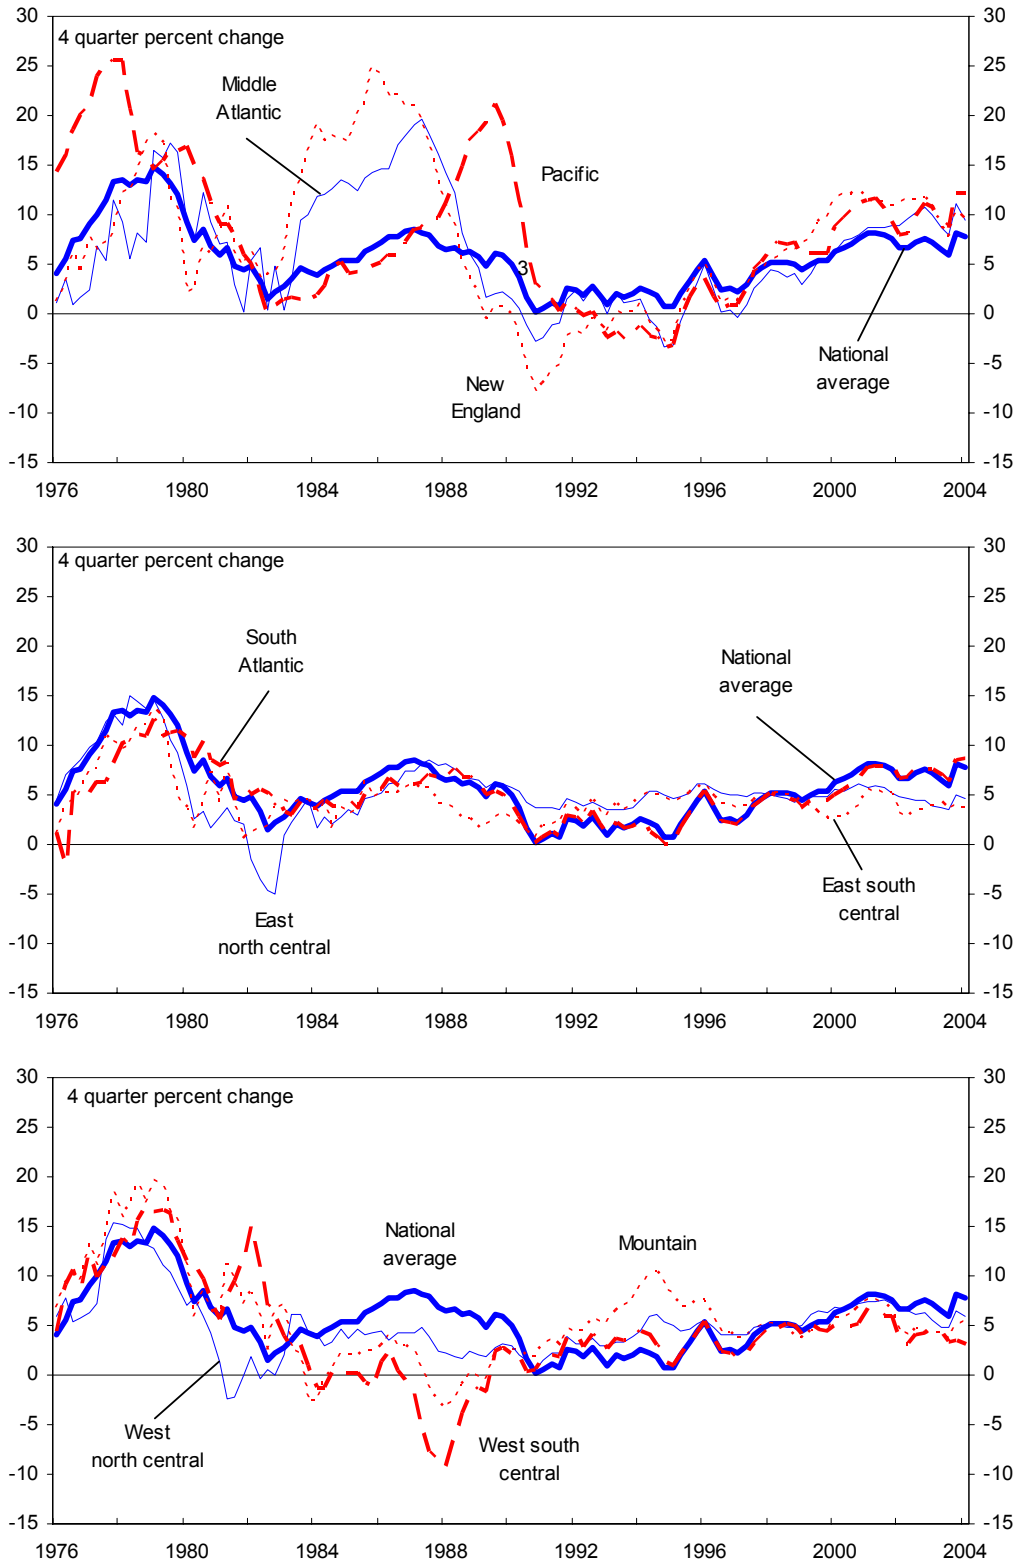 30 30
4 quarter percent change
25 25
Middle
Atlantic
20 20
15 15
Pacific
10 10
5 5
3
0 0
National
average
-5 -5
New
England
-10 -10
-15 -15
1976 1980 1984 1988 1992 1996 2000 2004
30 30
4 quarter percent change
25 25
20 20
South
Atlantic
National
average
15 15
10 10
5 5
0 0
East south
central
-5 -5
East
north central
-10 -10
-15 -15
1976 1980 1984 1988 1992 1996 2000 2004
30 30
4 quarter percent change
25 25
20 20
15 15
National
average
Mountain
10 10
5 5
0 0
-5 -5
West
north central
West south
central
-10 -10
-15 -15
1976 1980 1984 1988 1992 1996 2000 2004